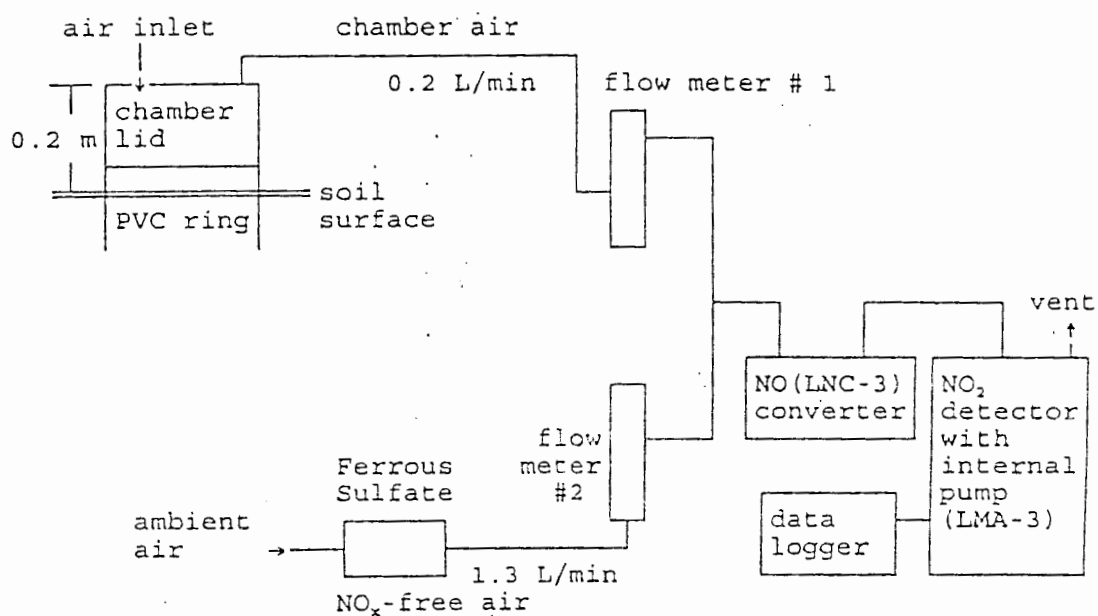 air inlet
chamber air
0.2 L/min
flow meter # 1
chamber
lid
0.2 m
soil
surface
PVC ring
vent
NO(LNC-3)
converter
NO₂
detector
with
internal
pump
(LMA-3)
flow
meter
#2
Ferrous
Sulfate
ambient
air
1.3 L/min
NOₓ-free air
data
logger